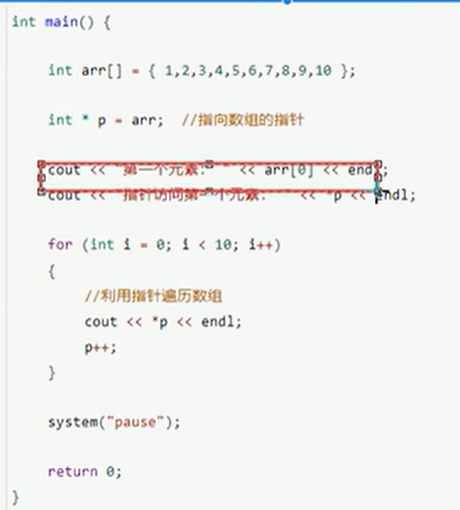 int main() {
int arr[] = { 1,2,3,4,5,6,7,8,9,10 };
int * p = arr; //指向数组的指针
cout << "第一个元素: " << arr[0] << endl;
cout << "指针访问第一个元素: " << *p << endl;
for (int i = 0; i < 10; i++)
{
//利用指针遍历数组
cout << *p << endl;
p++;
}
system("pause");
return 0;
}